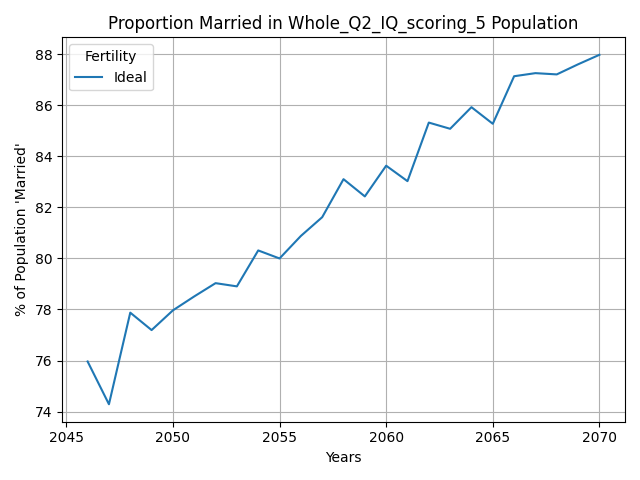 Proportion Married in Whole_Q2_IQ_scoring_5 Population
Fertility
Ideal
% of Population 'Married'
88
86
84
82
80
78
76
74
2045
2050
2055
2060
2065
2070
Years